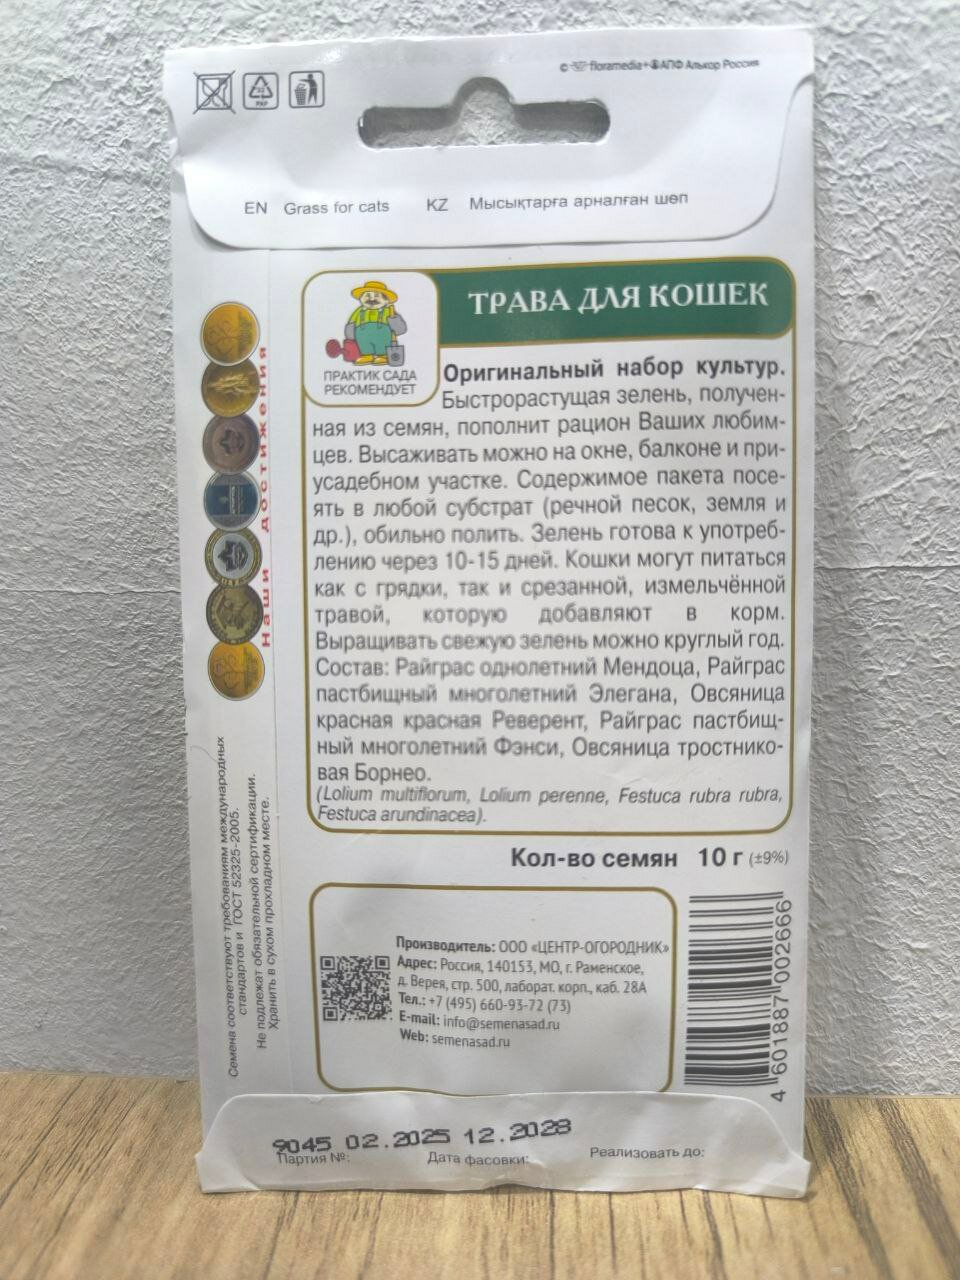 © floramedia+АПФ Алькор Россия
PAP
EN Grass for cats KZ Мысықтарға арналған шөп
ТРАВА ДЛЯ КОШЕК
ПРАКТИК САДА
РЕКОМЕНДУЕТ
Оригинальный набор культур.
Быстрорастущая зелень, получен-
ная из семян, пополнит рацион Ваших любим-
цев. Высаживать можно на окне, балконе и при-
усадебном участке. Содержимое пакета посе-
ять в любой субстрат (речной песок, земля и
др.), обильно полить. Зелень готова к употреб-
лению через 10-15 дней. Кошки могут питаться
как с грядки, так и срезанной, измельчённой
травой, которую добавляют в корм.
Выращивать свежую зелень можно круглый год.
Состав: Райграс однолетний Мендоца, Райграс
пастбищный многолетний Элегана, Овсяница
красная красная Реверент, Райграс пастбищ-
ный многолетний Фэнси, Овсяница тростнико-
вая Борнео.
(Lolium multiflorum, Lolium perenne, Festuca rubra rubra,
Festuca arundinacea).
Наши достижения
Семена соответствуют требованиям международных
стандартов и ГОСТ 52325-2005.
Не подлежат обязательной сертификации.
Хранить в сухом прохладном месте.
Кол-во семян 10 г (±9%)
Производитель: ООО «ЦЕНТР-ОГОРОДНИК»
Адрес: Россия, 140153, МО, г. Раменское,
д. Верея, стр. 500, лаборат. корп., каб. 28А
Тел.: +7 (495) 660-93-72 (73)
E-mail: info@semenasad.ru
Web: semenasad.ru
4 601887 002666
9045 02.2025 12.2028
Партия №: Дата фасовки: Реализовать до: